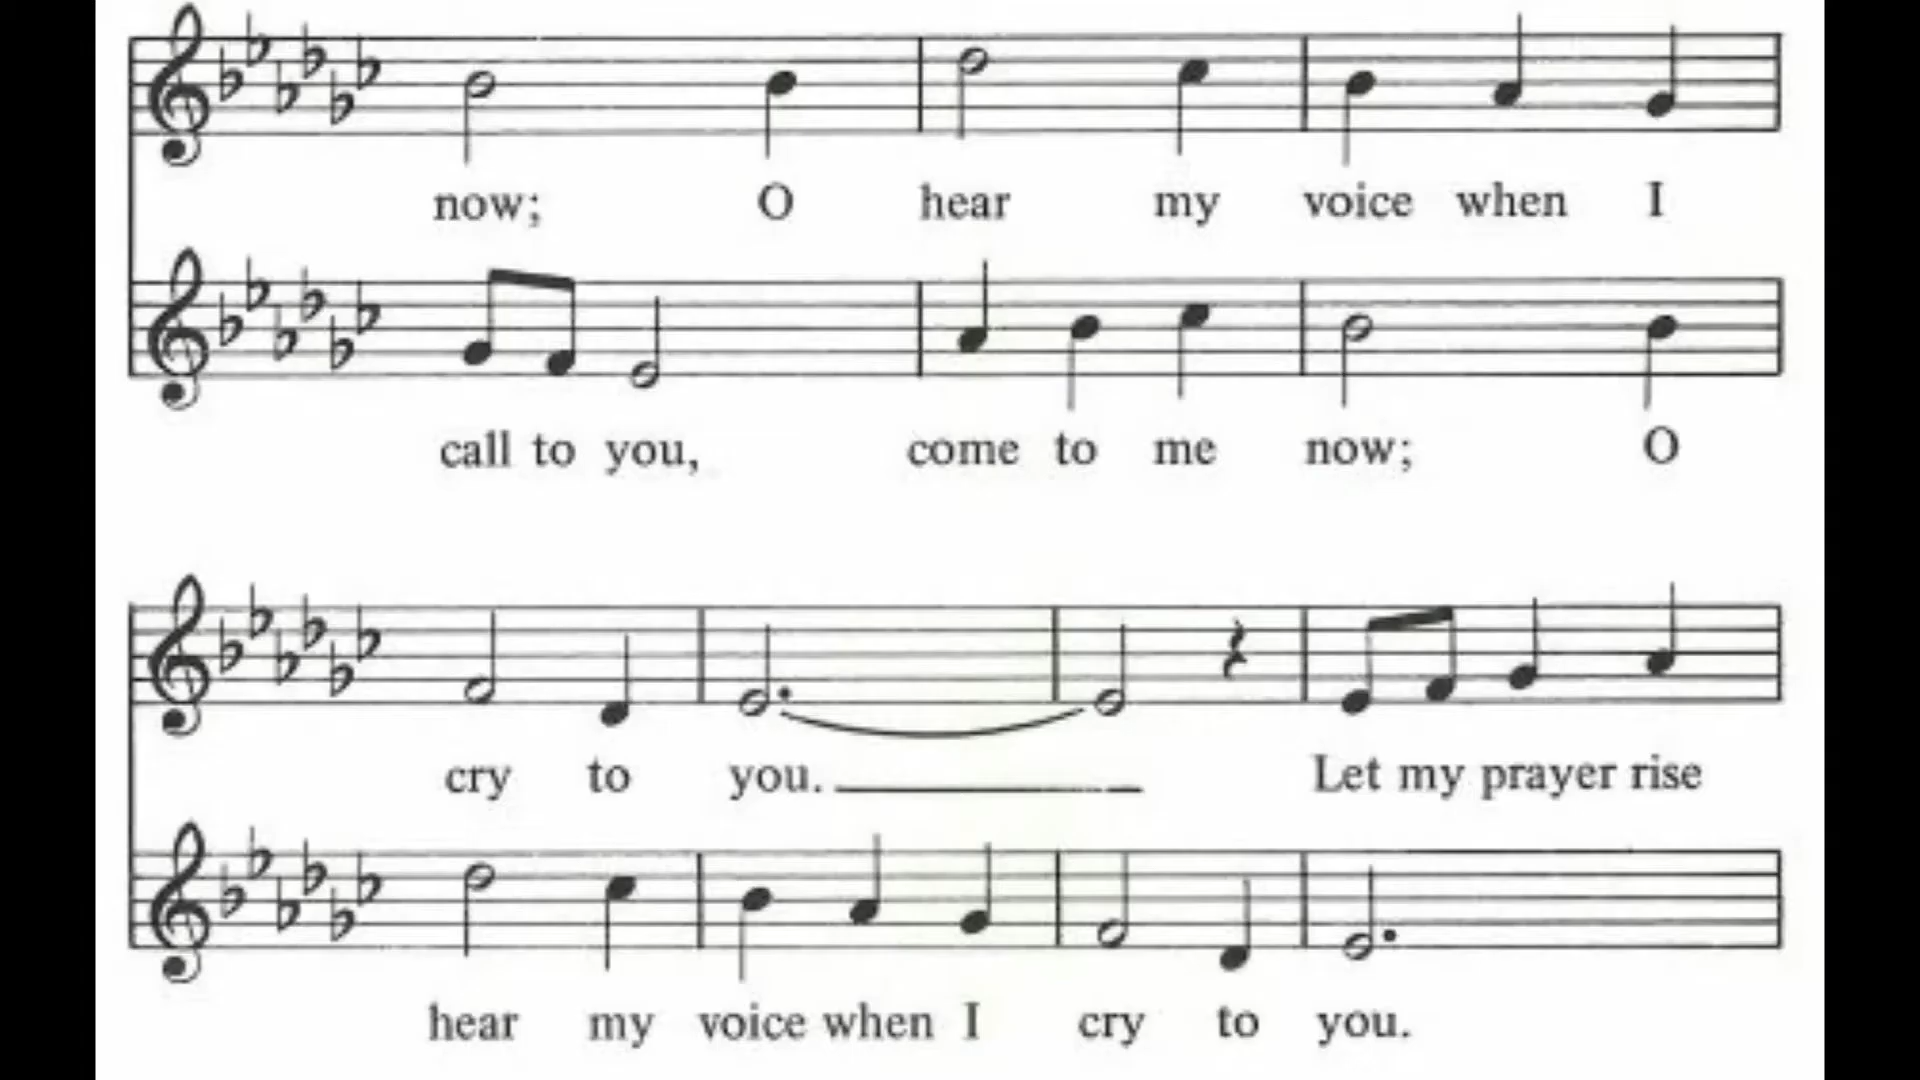 now; O hear my voice when I
call to you, come to me now; O
cry to you. Let my prayer rise
hear my voice when I cry to you.